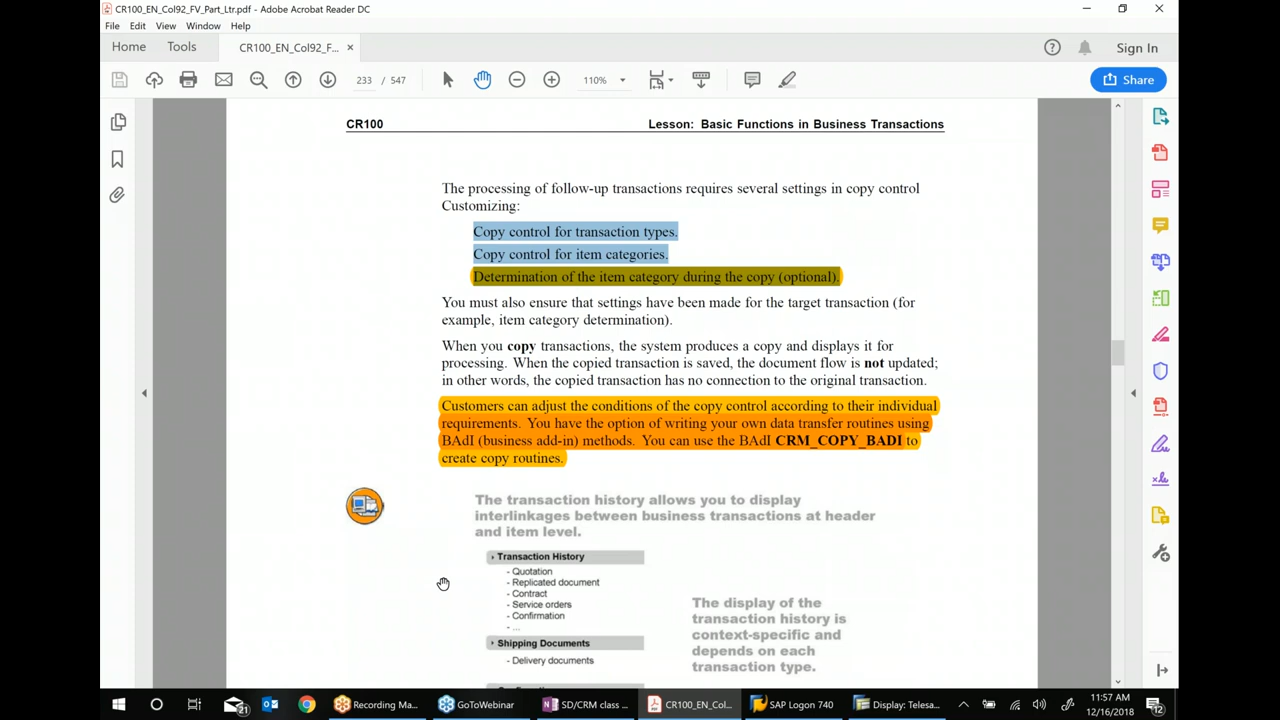 CR100_EN_Col92_FV_Part_Ltr.pdf - Adobe Acrobat Reader DC
File Edit View Window Help
Home Tools CR100_EN_Col92_F... × Sign In
233 / 547 110% Share
CR100 Lesson: Basic Functions in Business Transactions
The processing of follow-up transactions requires several settings in copy control
Customizing:
Copy control for transaction types.
Copy control for item categories.
Determination of the item category during the copy (optional).
You must also ensure that settings have been made for the target transaction (for
example, item category determination).
When you copy transactions, the system produces a copy and displays it for
processing. When the copied transaction is saved, the document flow is not updated;
in other words, the copied transaction has no connection to the original transaction.
Customers can adjust the conditions of the copy control according to their individual
requirements. You have the option of writing your own data transfer routines using
BAdI (business add-in) methods. You can use the BAdI CRM_COPY_BADI to
create copy routines.
The transaction history allows you to display
interlinkages between business transactions at header
and item level.
Transaction History
- Quotation
- Replicated document
- Contract
- Service orders
- Confirmation
- ...
The display of the
transaction history is
context-specific and
depends on each
transaction type.
Shipping Documents
- Delivery documents
21 Recording Ma... GoToWebinar SD/CRM class ... CR100_EN_Col... SAP Logon 740 Display: Telesa... 11:57 AM
12/16/2018 12